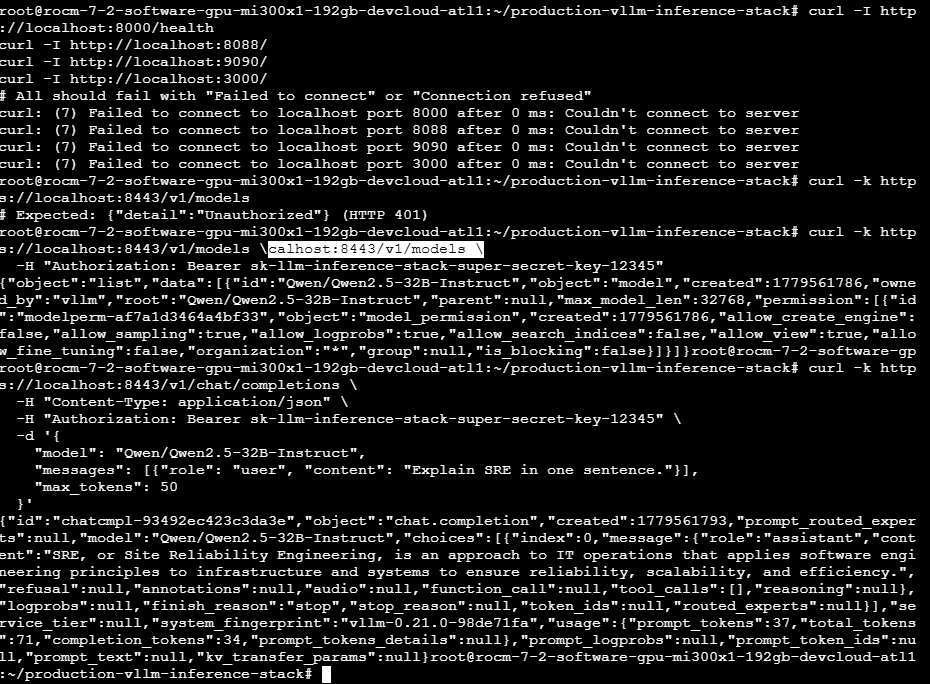 root@rocm-7-2-software-gpu-mi300x1-192gb-devcloud-atl1:~/production-vllm-inference-stack# curl -I http
://localhost:8000/health
curl -I http://localhost:8088/
curl -I http://localhost:9090/
curl -I http://localhost:3000/
# All should fail with "Failed to connect" or "Connection refused"
curl: (7) Failed to connect to localhost port 8000 after 0 ms: Couldn't connect to server
curl: (7) Failed to connect to localhost port 8088 after 0 ms: Couldn't connect to server
curl: (7) Failed to connect to localhost port 9090 after 0 ms: Couldn't connect to server
curl: (7) Failed to connect to localhost port 3000 after 0 ms: Couldn't connect to server
root@rocm-7-2-software-gpu-mi300x1-192gb-devcloud-atl1:~/production-vllm-inference-stack# curl -k http
s://localhost:8443/v1/models
# Expected: {"detail":"Unauthorized"} (HTTP 401)
root@rocm-7-2-software-gpu-mi300x1-192gb-devcloud-atl1:~/production-vllm-inference-stack# curl -k http
s://localhost:8443/v1/models \calhost:8443/v1/models \
  -H "Authorization: Bearer sk-llm-inference-stack-super-secret-key-12345"
{"object":"list","data":[{"id":"Qwen/Qwen2.5-32B-Instruct","object":"model","created":1779561786,"owne
d_by":"vllm","root":"Qwen/Qwen2.5-32B-Instruct","parent":null,"max_model_len":32768,"permission":[{"id
":"modelperm-af7a1d3464a4bf33","object":"model_permission","created":1779561786,"allow_create_engine":
false,"allow_sampling":true,"allow_logprobs":true,"allow_search_indices":false,"allow_view":true,"allo
w_fine_tuning":false,"organization":"*","group":null,"is_blocking":false}]}]}root@rocm-7-2-software-gp
root@rocm-7-2-software-gpu-mi300x1-192gb-devcloud-atl1:~/production-vllm-inference-stack# curl -k http
s://localhost:8443/v1/chat/completions \
  -H "Content-Type: application/json" \
  -H "Authorization: Bearer sk-llm-inference-stack-super-secret-key-12345" \
  -d '{
    "model": "Qwen/Qwen2.5-32B-Instruct",
    "messages": [{"role": "user", "content": "Explain SRE in one sentence."}],
    "max_tokens": 50
  }'
{"id":"chatcmpl-93492ec423c3da3e","object":"chat.completion","created":1779561793,"prompt_routed_exper
ts":null,"model":"Qwen/Qwen2.5-32B-Instruct","choices":[{"index":0,"message":{"role":"assistant","cont
ent":"SRE, or Site Reliability Engineering, is an approach to IT operations that applies software engi
neering principles to infrastructure and systems to ensure reliability, scalability, and efficiency.",
"refusal":null,"annotations":null,"audio":null,"function_call":null,"tool_calls":[],"reasoning":null},
"logprobs":null,"finish_reason":"stop","stop_reason":null,"token_ids":null,"routed_experts":null}],"se
rvice_tier":null,"system_fingerprint":"vllm-0.21.0-98de71fa","usage":{"prompt_tokens":37,"total_tokens
":71,"completion_tokens":34,"prompt_tokens_details":null},"prompt_logprobs":null,"prompt_token_ids":nu
ll,"prompt_text":null,"kv_transfer_params":null}root@rocm-7-2-software-gpu-mi300x1-192gb-devcloud-atl1
:~/production-vllm-inference-stack#